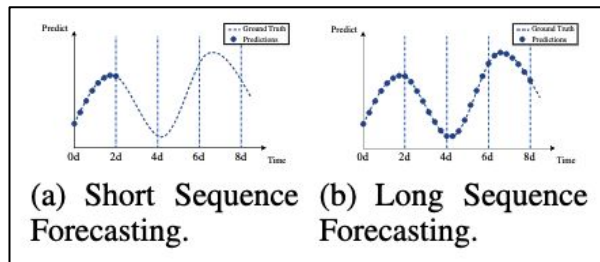 Predict
Ground Truth
Predictions
0d 2d 4d 6d 8d
Time
(a) Short Sequence
Forecasting.
Predict
Ground Truth
Predictions
0d 2d 4d 6d 8d
Time
(b) Long Sequence
Forecasting.